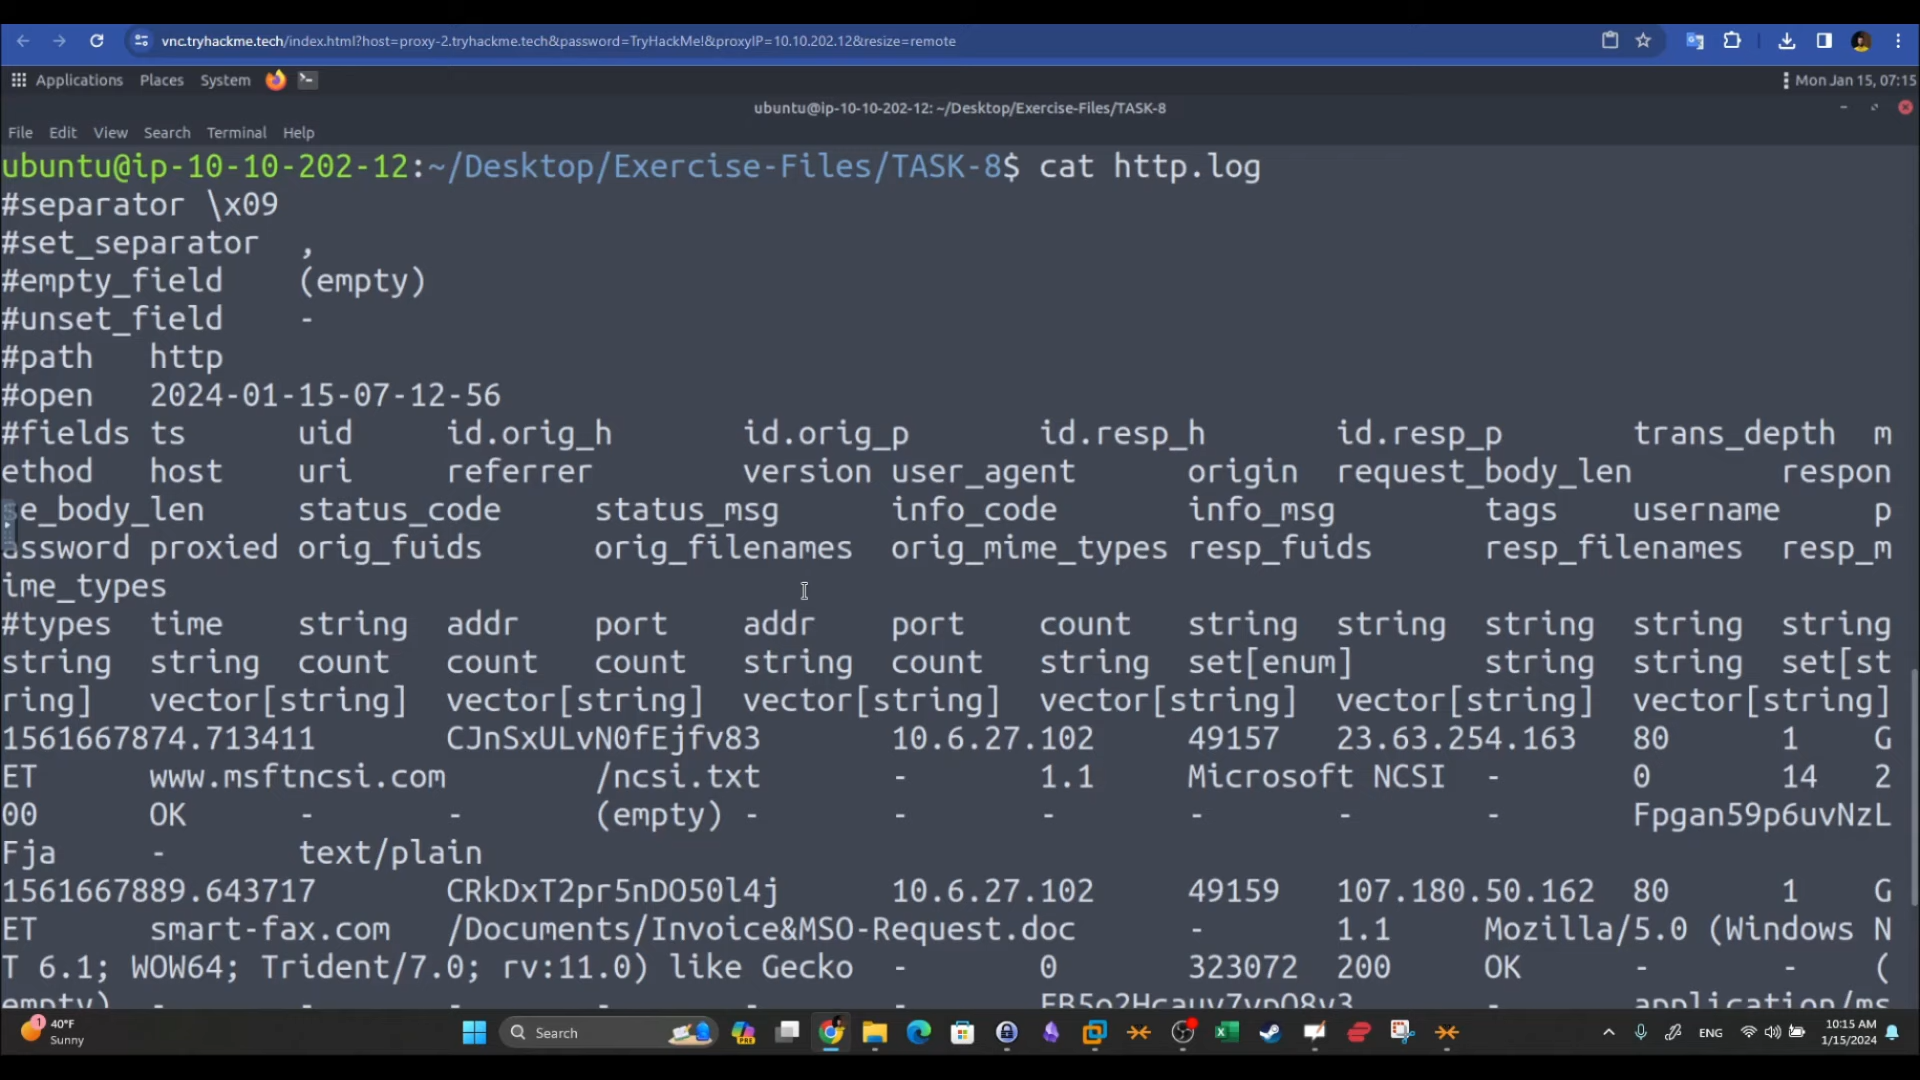 vnc.tryhackme.tech/index.html?host=proxy-2.tryhackme.tech&password=TryHackMe!&proxyIP=10.10.202.12&resize=remote
Applications Places System Mon Jan 15, 07:15
ubuntu@ip-10-10-202-12: ~/Desktop/Exercise-Files/TASK-8
File Edit View Search Terminal Help
ubuntu@ip-10-10-202-12:~/Desktop/Exercise-Files/TASK-8$ cat http.log
#separator \x09
#set_separator ,
#empty_field (empty)
#unset_field -
#path http
#open 2024-01-15-07-12-56
#fields ts uid id.orig_h id.orig_p id.resp_h id.resp_p trans_depth m
ethod host uri referrer version user_agent origin request_body_len respon
se_body_len status_code status_msg info_code info_msg tags username p
assword proxied orig_fuids orig_filenames orig_mime_types resp_fuids resp_filenames resp_m
ime_types
#types time string addr port addr port count string string string string string
string string count count count string count string set[enum] string string set[st
ring] vector[string] vector[string] vector[string] vector[string] vector[string] vector[string]
1561667874.713411 CJnSxULvN0fEjfv83 10.6.27.102 49157 23.63.254.163 80 1 G
ET www.msftncsi.com /ncsi.txt - 1.1 Microsoft NCSI - 0 14 2
00 OK - - (empty) - - - - - - Fpgan59p6uvNzL
Fja - text/plain
1561667889.643717 CRkDxT2pr5nDO50l4j 10.6.27.102 49159 107.180.50.162 80 1 G
ET smart-fax.com /Documents/Invoice&MSO-Request.doc - 1.1 Mozilla/5.0 (Windows N
T 6.1; WOW64; Trident/7.0; rv:11.0) like Gecko - 0 323072 200 OK - - (
empty) - - - - - - - application/ms
1 40°F
Sunny
Search
PRE
ENG
10:15 AM
1/15/2024